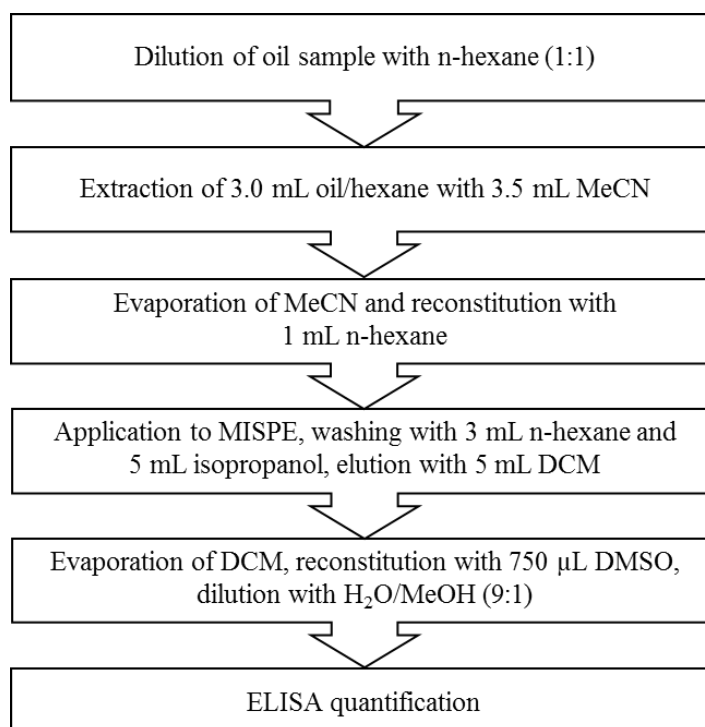 Dilution of oil sample with n-hexane (1:1)
Extraction of 3.0 mL oil/hexane with 3.5 mL MeCN
Evaporation of MeCN and reconstitution with
1 mL n-hexane
Application to MISPE, washing with 3 mL n-hexane and
5 mL isopropanol, elution with 5 mL DCM
Evaporation of DCM, reconstitution with 750 µL DMSO,
dilution with H₂O/MeOH (9:1)
ELISA quantification